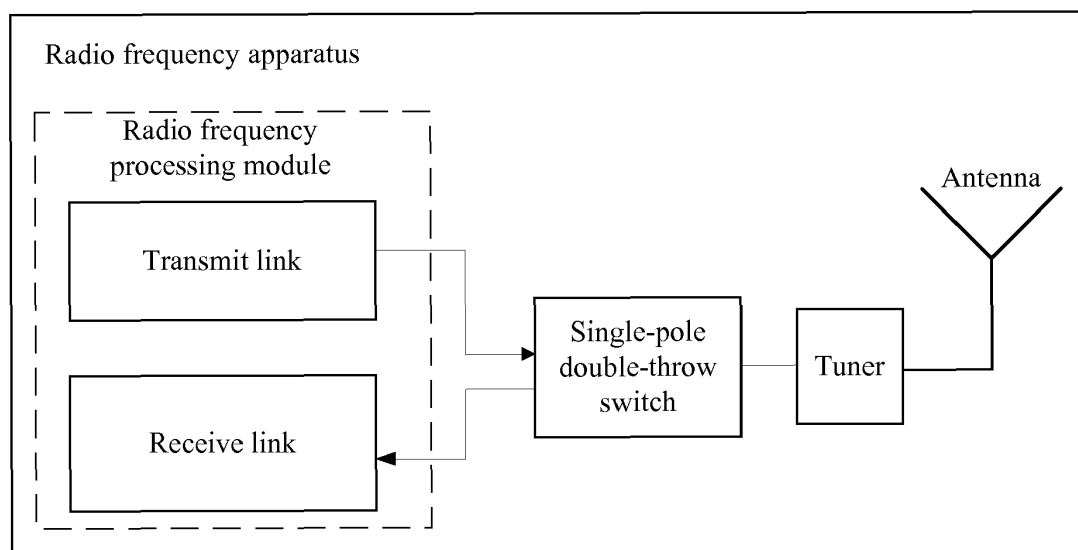 Radio frequency apparatus
Radio frequency
processing module
Transmit link
Receive link
Single-pole
double-throw
switch
Tuner
Antenna